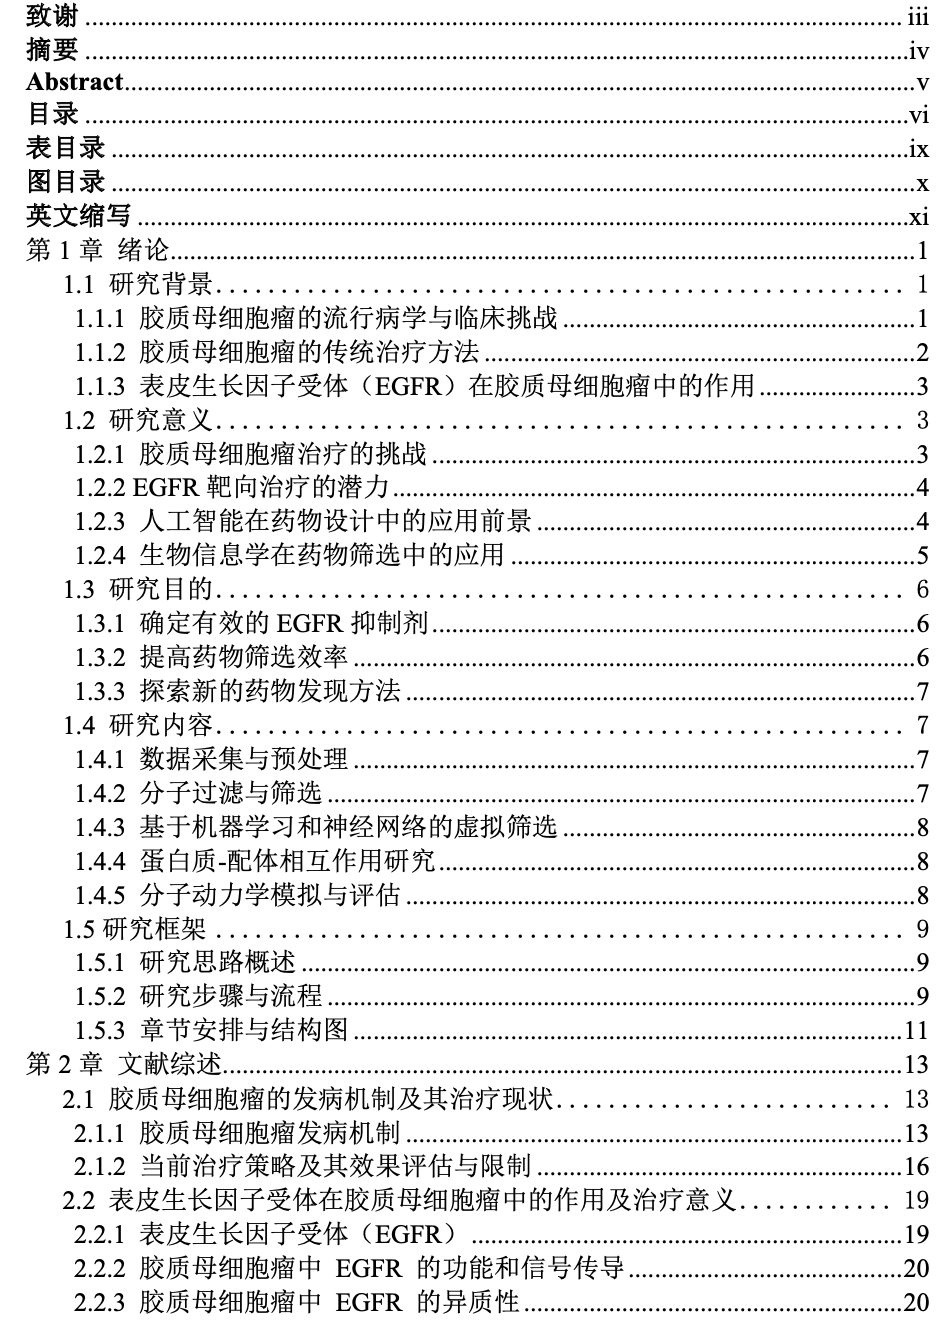 致谢 ........ iii
摘要 ........ iv
Abstract ........ v
目录 ........ vi
表目录 ........ ix
图目录 ........ x
英文缩写 ........ xi
第 1 章 绪论 ........ 1
1.1 研究背景 ........ 1
1.1.1 胶质母细胞瘤的流行病学与临床挑战 ........ 1
1.1.2 胶质母细胞瘤的传统治疗方法 ........ 2
1.1.3 表皮生长因子受体（EGFR）在胶质母细胞瘤中的作用 ........ 3
1.2 研究意义 ........ 3
1.2.1 胶质母细胞瘤治疗的挑战 ........ 3
1.2.2 EGFR 靶向治疗的潜力 ........ 4
1.2.3 人工智能在药物设计中的应用前景 ........ 4
1.2.4 生物信息学在药物筛选中的应用 ........ 5
1.3 研究目的 ........ 6
1.3.1 确定有效的 EGFR 抑制剂 ........ 6
1.3.2 提高药物筛选效率 ........ 6
1.3.3 探索新的药物发现方法 ........ 7
1.4 研究内容 ........ 7
1.4.1 数据采集与预处理 ........ 7
1.4.2 分子过滤与筛选 ........ 7
1.4.3 基于机器学习和神经网络的虚拟筛选 ........ 8
1.4.4 蛋白质-配体相互作用研究 ........ 8
1.4.5 分子动力学模拟与评估 ........ 8
1.5 研究框架 ........ 9
1.5.1 研究思路概述 ........ 9
1.5.2 研究步骤与流程 ........ 9
1.5.3 章节安排与结构图 ........ 11
第 2 章 文献综述 ........ 13
2.1 胶质母细胞瘤的发病机制及其治疗现状 ........ 13
2.1.1 胶质母细胞瘤发病机制 ........ 13
2.1.2 当前治疗策略及其效果评估与限制 ........ 16
2.2 表皮生长因子受体在胶质母细胞瘤中的作用及治疗意义 ........ 19
2.2.1 表皮生长因子受体（EGFR） ........ 19
2.2.2 胶质母细胞瘤中 EGFR 的功能和信号传导 ........ 20
2.2.3 胶质母细胞瘤中 EGFR 的异质性 ........ 20